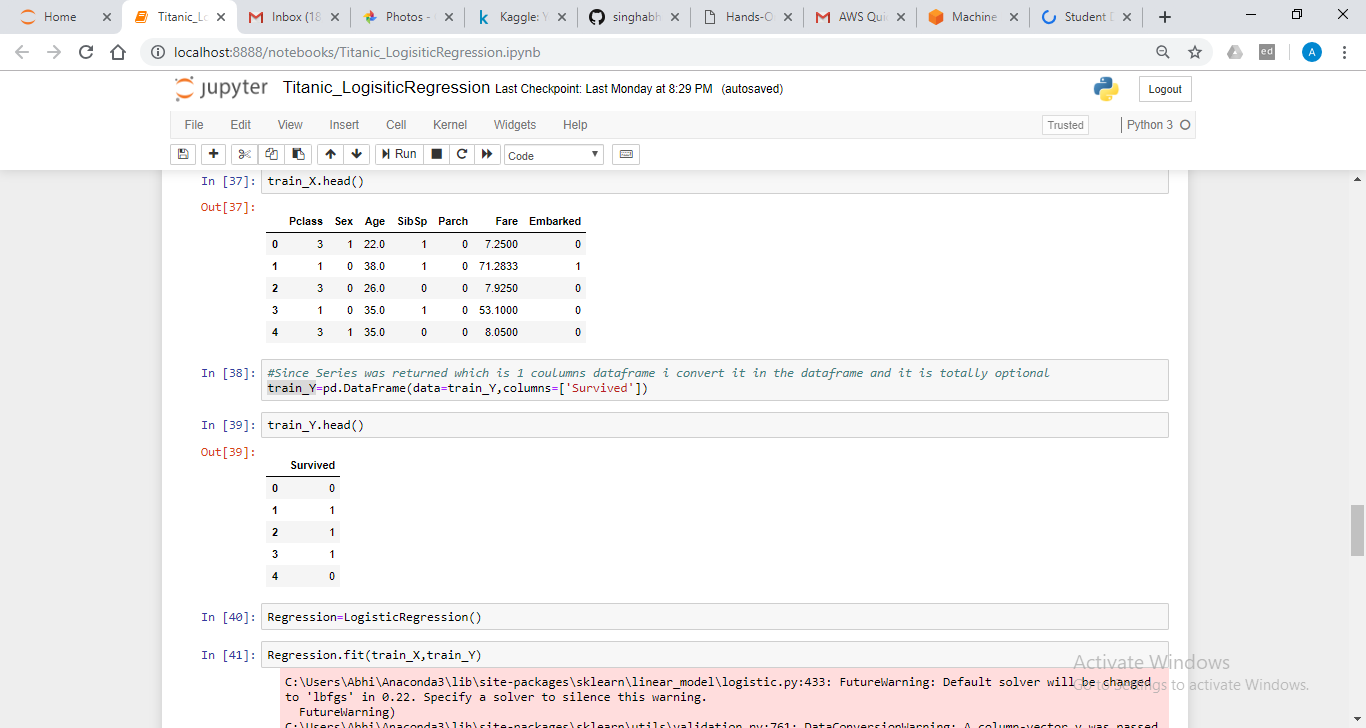 Home
Titanic_Lo
Inbox (18
Photos -
Kaggle: Y
singhabh
Hands-O
AWS Qui
Machine
Student D
localhost:8888/notebooks/Titanic_LogisiticRegression.ipynb
ed
A
jupyter Titanic_LogisiticRegression Last Checkpoint: Last Monday at 8:29 PM (autosaved)
Logout
File Edit View Insert Cell Kernel Widgets Help
Trusted
Python 3
Run
Code
In [37]: train_X.head()
Out[37]:
Pclass Sex Age SibSp Parch Fare Embarked
0 3 1 22.0 1 0 7.2500 0
1 1 0 38.0 1 0 71.2833 1
2 3 0 26.0 0 0 7.9250 0
3 1 0 35.0 1 0 53.1000 0
4 3 1 35.0 0 0 8.0500 0
In [38]: #Since Series was returned which is 1 coulumns dataframe i convert it in the dataframe and it is totally optional
train_Y=pd.DataFrame(data=train_Y,columns=['Survived'])
In [39]: train_Y.head()
Out[39]:
Survived
0 0
1 1
2 1
3 1
4 0
In [40]: Regression=LogisticRegression()
In [41]: Regression.fit(train_X,train_Y)
C:\Users\Abhi\Anaconda3\lib\site-packages\sklearn\linear_model\logistic.py:433: FutureWarning: Default solver will be changed
to 'lbfgs' in 0.22. Specify a solver to silence this warning.
FutureWarning)
C:\Users\Abhi\Anaconda3\lib\site-packages\sklearn\utils\validation.py:761: DataConversionWarning: A column-vector y was passed
Activate Windows
Go to Settings to activate Windows.